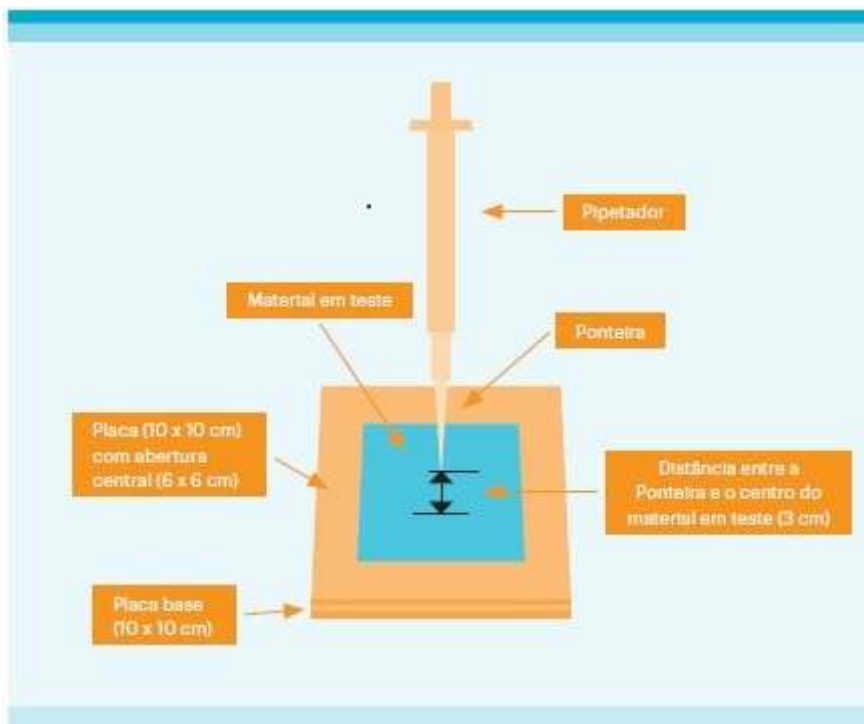 Pipetador
Material em teste
Ponteira
Placa (10 x 10 cm)
com abertura
central (6 x 6 cm)
Distância entre a
Ponteira e o centro do
material em teste (3 cm)
Placa base
(10 x 10 cm)